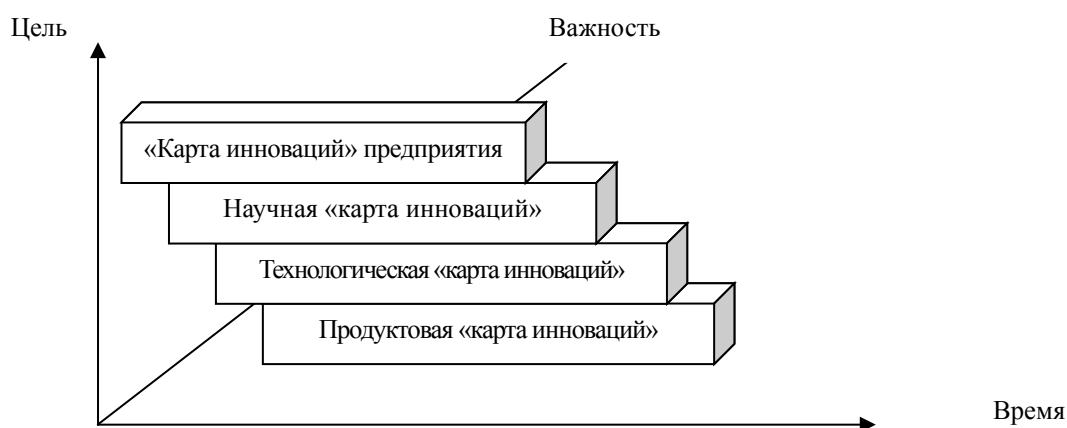 Цель
Важность
«Карта инноваций» предприятия
Научная «карта инноваций»
Технологическая «карта инноваций»
Продуктовая «карта инноваций»
Время